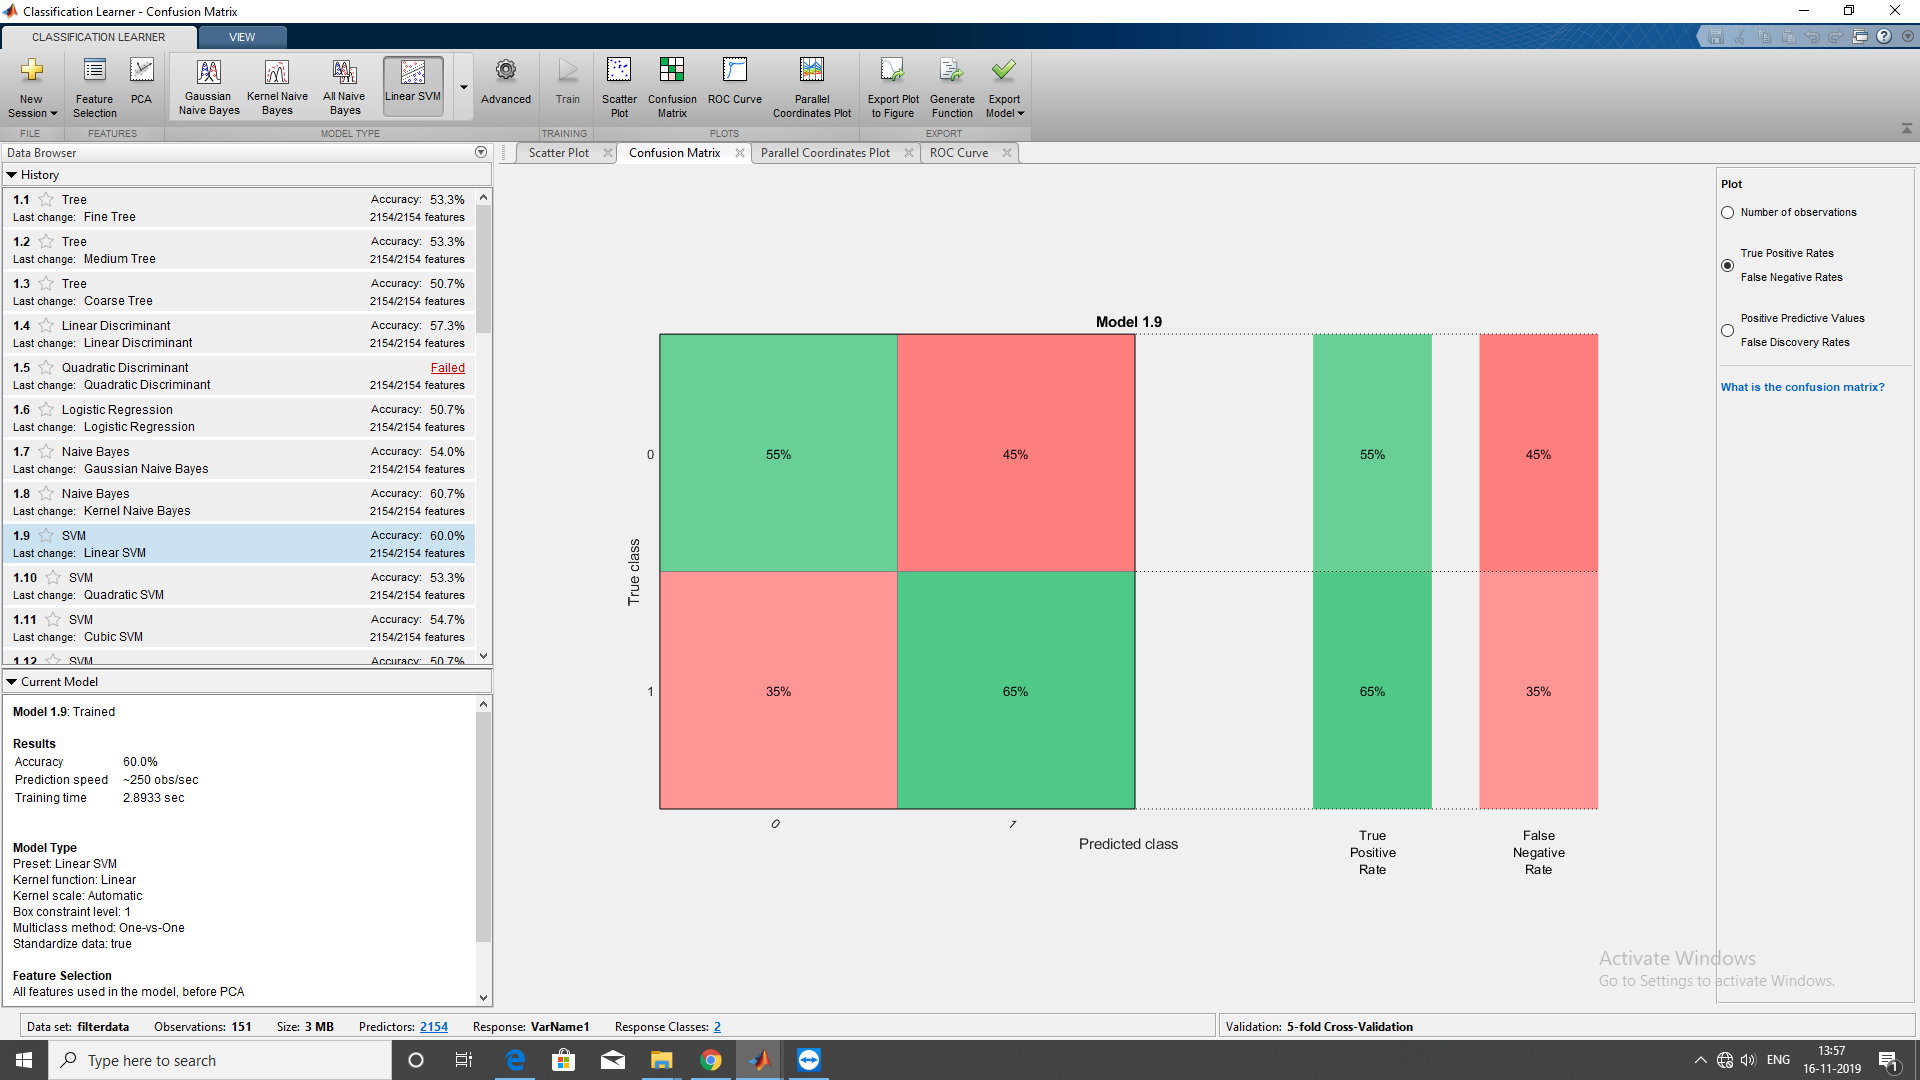 Classification Learner - Confusion Matrix
CLASSIFICATION LEARNER
VIEW
New
Session
Feature
Selection
PCA
Gaussian
Naive Bayes
Kernel Naive
Bayes
All Naive
Bayes
Linear SVM
Advanced
Train
Scatter
Plot
Confusion
Matrix
ROC Curve
Parallel
Coordinates Plot
Export Plot
to Figure
Generate
Function
Export
Model
FILE
FEATURES
MODEL TYPE
TRAINING
PLOTS
EXPORT
Data Browser
History
1.1 Tree Accuracy: 53.3%
Last change: Fine Tree 2154/2154 features
1.2 Tree Accuracy: 53.3%
Last change: Medium Tree 2154/2154 features
1.3 Tree Accuracy: 50.7%
Last change: Coarse Tree 2154/2154 features
1.4 Linear Discriminant Accuracy: 57.3%
Last change: Linear Discriminant 2154/2154 features
1.5 Quadratic Discriminant Failed
Last change: Quadratic Discriminant 2154/2154 features
1.6 Logistic Regression Accuracy: 50.7%
Last change: Logistic Regression 2154/2154 features
1.7 Naive Bayes Accuracy: 54.0%
Last change: Gaussian Naive Bayes 2154/2154 features
1.8 Naive Bayes Accuracy: 60.7%
Last change: Kernel Naive Bayes 2154/2154 features
1.9 SVM Accuracy: 60.0%
Last change: Linear SVM 2154/2154 features
1.10 SVM Accuracy: 53.3%
Last change: Quadratic SVM 2154/2154 features
1.11 SVM Accuracy: 54.7%
Last change: Cubic SVM 2154/2154 features
1.12 SVM Accuracy: 50.7%
Current Model
Model 1.9: Trained
Results
Accuracy 60.0%
Prediction speed ~250 obs/sec
Training time 2.8933 sec
Model Type
Preset: Linear SVM
Kernel function: Linear
Kernel scale: Automatic
Box constraint level: 1
Multiclass method: One-vs-One
Standardize data: true
Feature Selection
All features used in the model, before PCA
Scatter Plot
Confusion Matrix
Parallel Coordinates Plot
ROC Curve
Model 1.9
True class
0
55% 45% 55% 45%
1
35% 65% 65% 35%
0 1
Predicted class
True
Positive
Rate
False
Negative
Rate
Plot
Number of observations
True Positive Rates
False Negative Rates
Positive Predictive Values
False Discovery Rates
What is the confusion matrix?
Activate Windows
Go to Settings to activate Windows.
Data set: filterdata Observations: 151 Size: 3 MB Predictors: 2154 Response: VarName1 Response Classes: 2
Validation: 5-fold Cross-Validation
Type here to search
ENG
13:57
16-11-2019
1